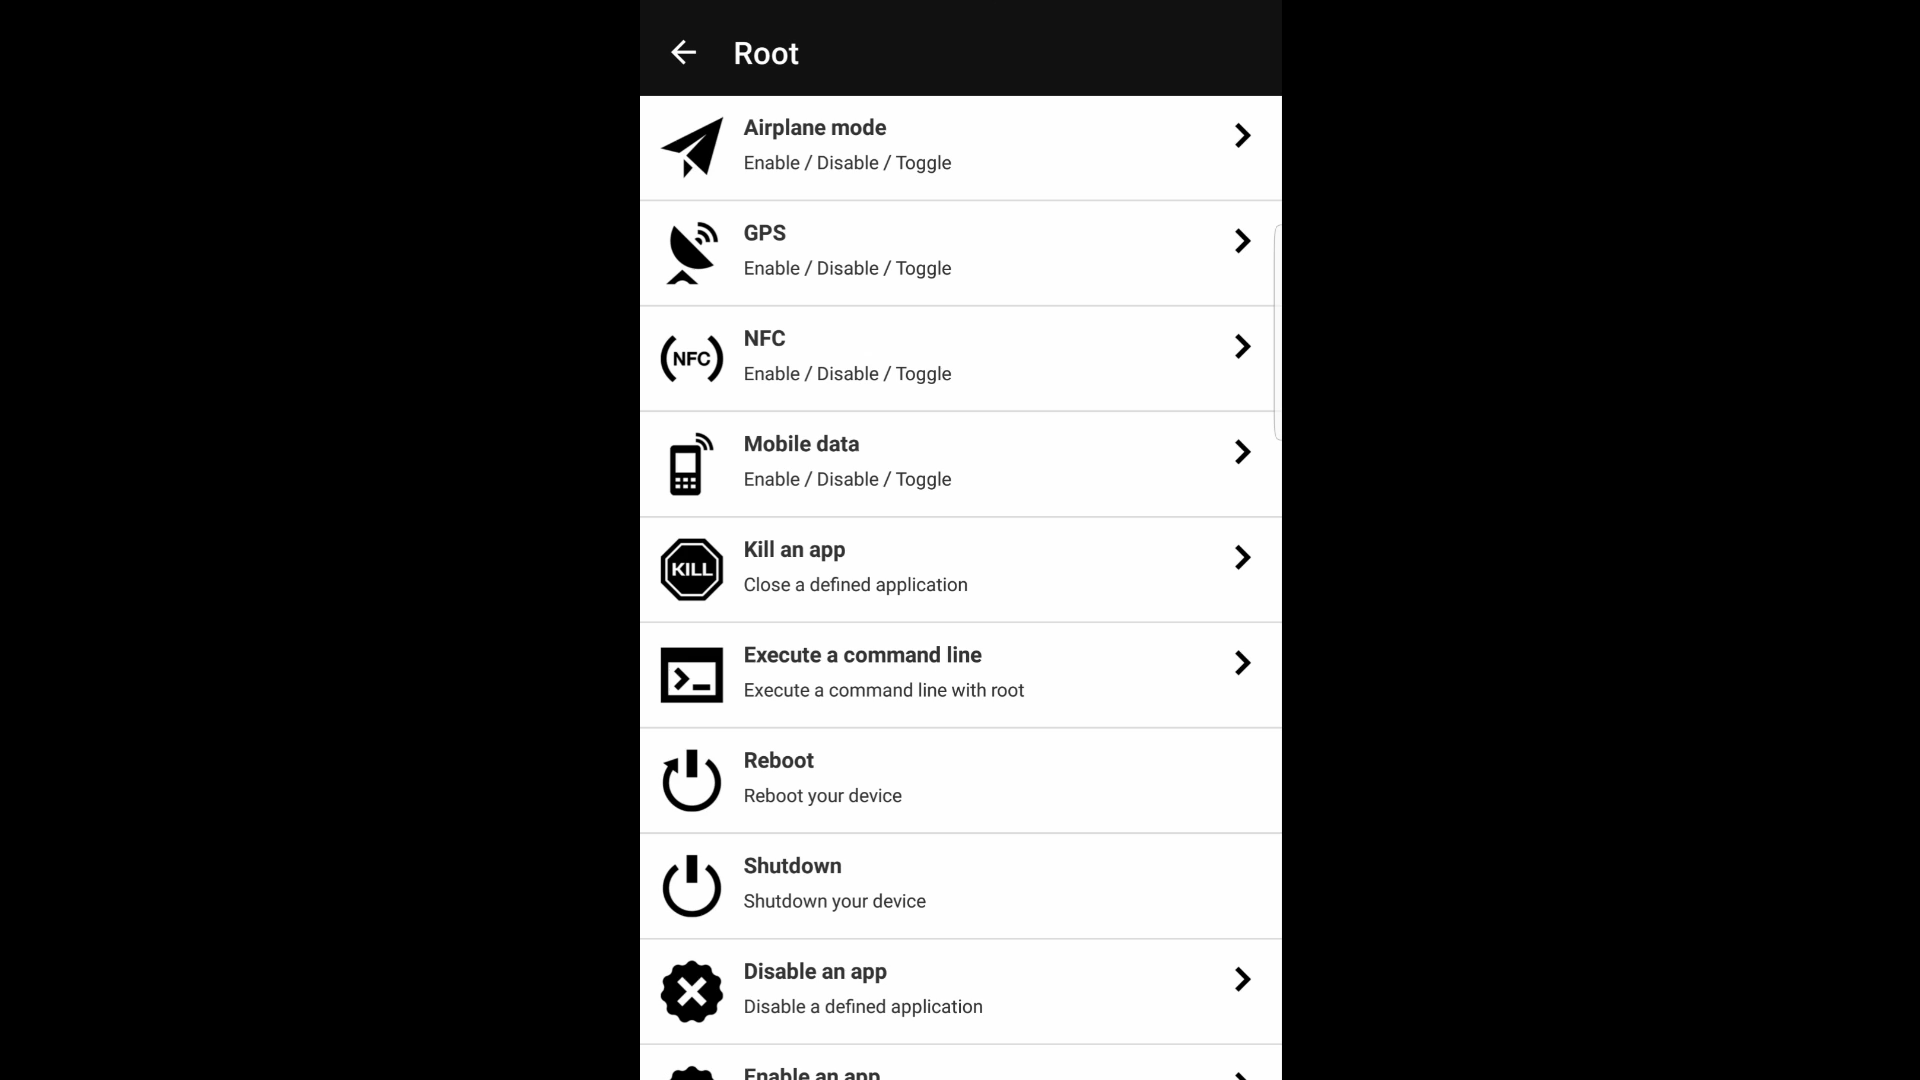 Root
Airplane mode
Enable / Disable / Toggle
GPS
Enable / Disable / Toggle
NFC
NFC
Enable / Disable / Toggle
Mobile data
Enable / Disable / Toggle
KILL
Kill an app
Close a defined application
Execute a command line
Execute a command line with root
Reboot
Reboot your device
Shutdown
Shutdown your device
Disable an app
Disable a defined application
Enable an app